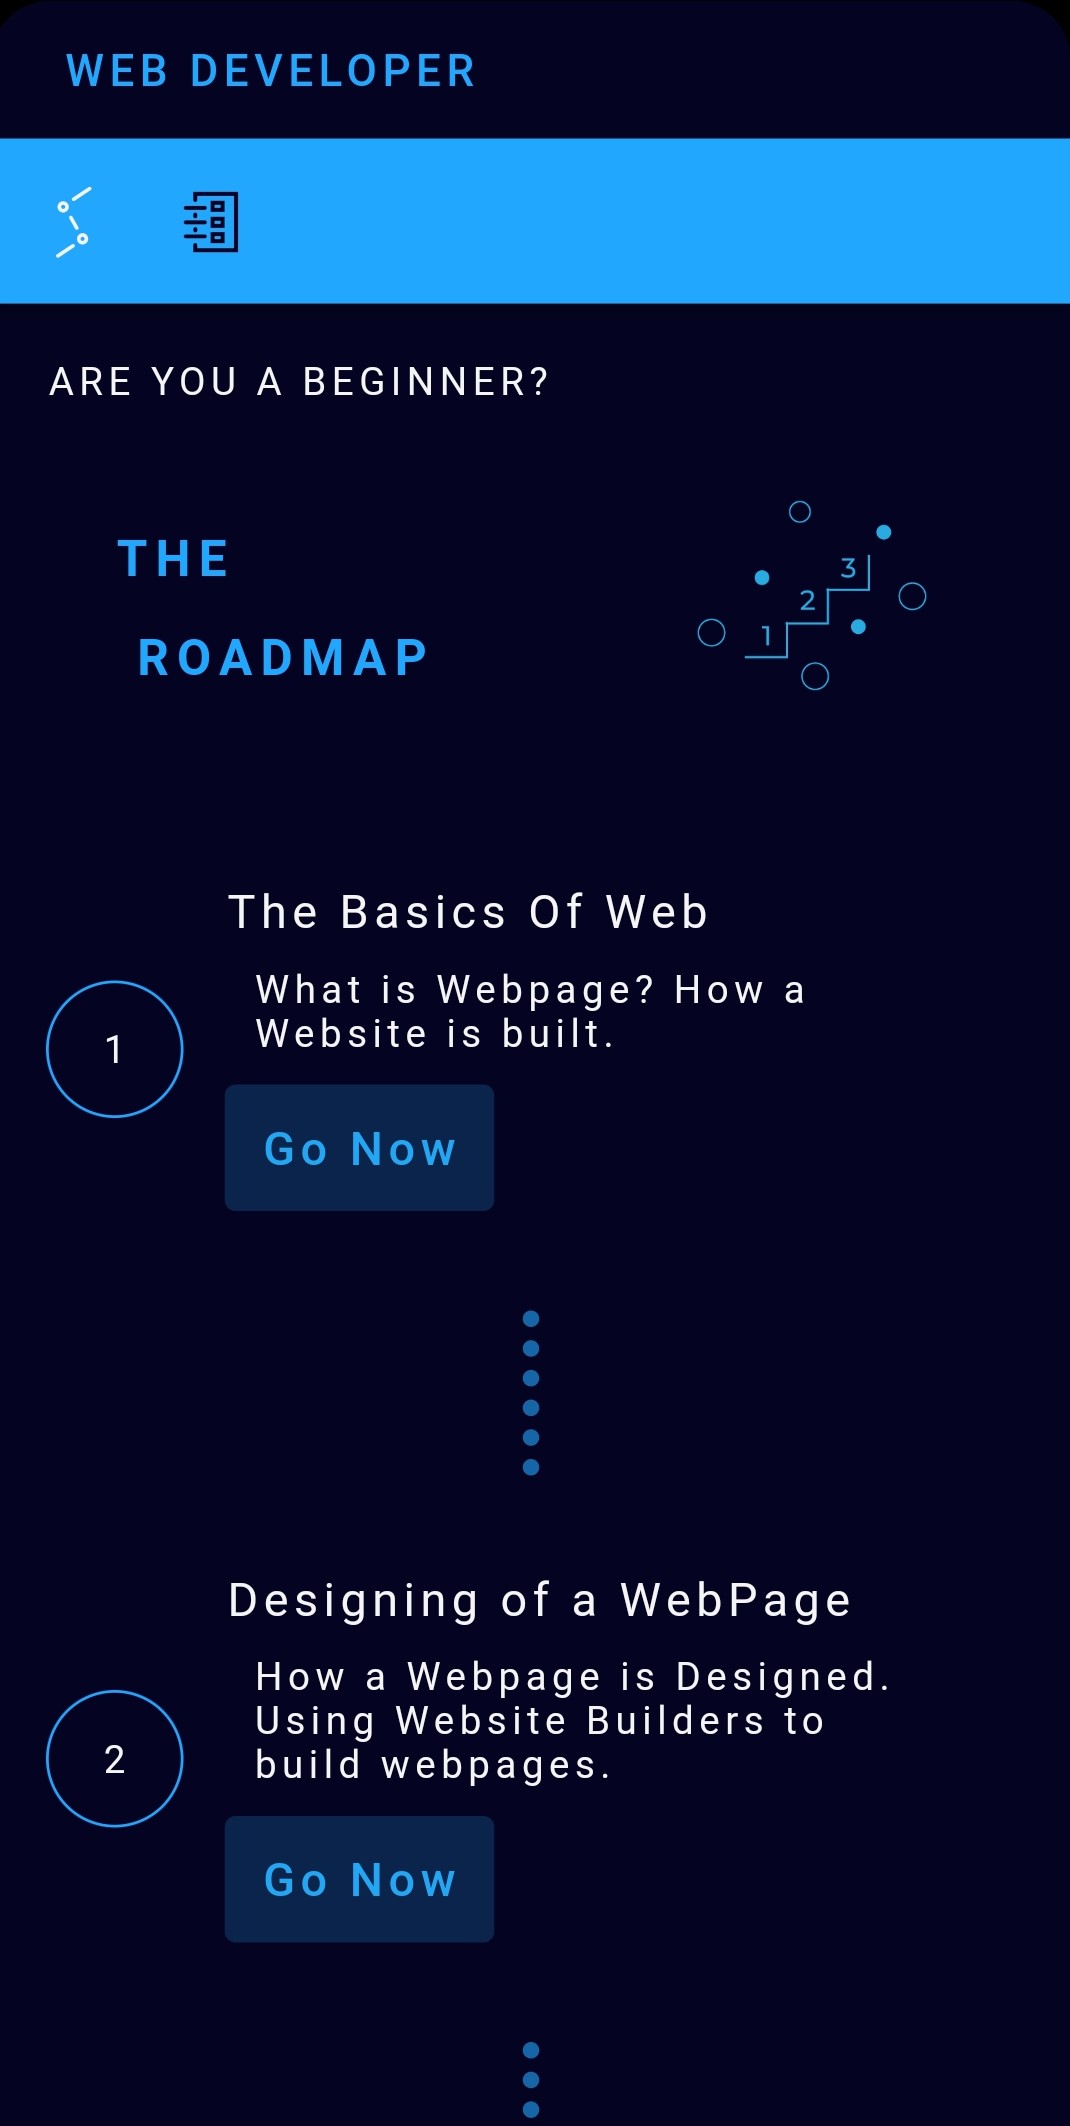 WEB DEVELOPER
ARE YOU A BEGINNER?
THE
ROADMAP
3
2
1
The Basics Of Web
What is Webpage? How a
Website is built.
1
Go Now
Designing of a WebPage
How a Webpage is Designed.
Using Website Builders to
build webpages.
2
Go Now